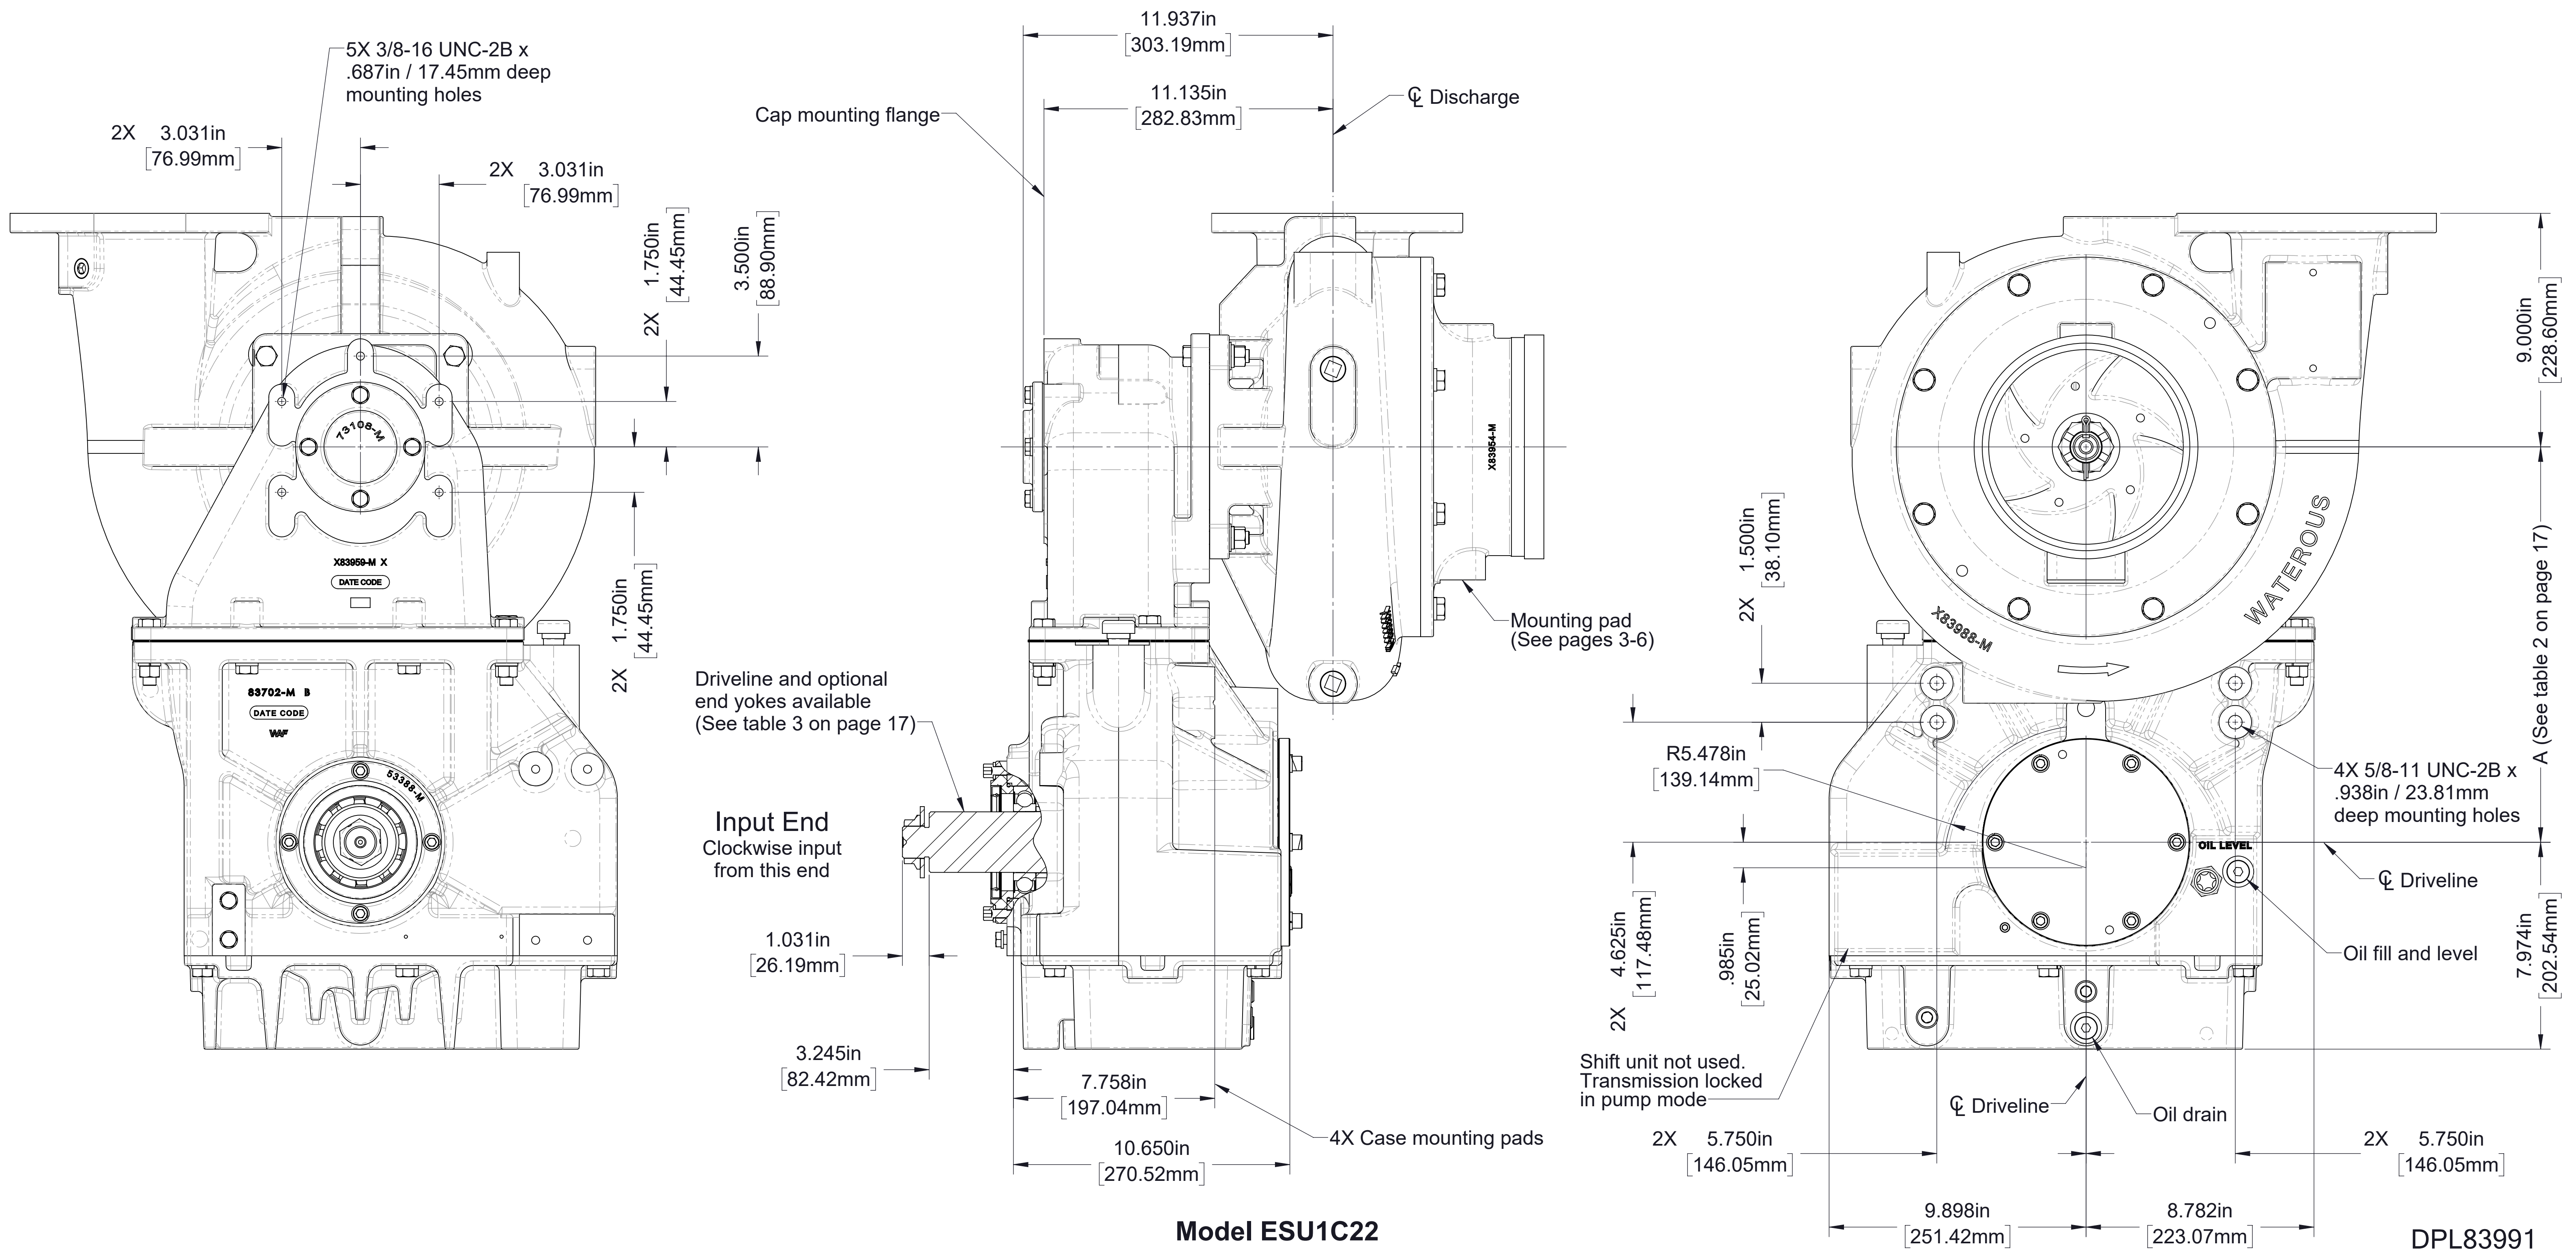 5X 3/8-16 UNC-2B x
.687in / 17.45mm deep
mounting holes
2X 3.031in
[76.99mm]
2X 3.031in
[76.99mm]
2X 1.750in
[44.45mm]
3.500in
[88.90mm]
73108-M
X83959-M X
DATE CODE
2X 1.750in
[44.45mm]
83702-M B
DATE CODE
53388-M
11.937in
[303.19mm]
11.135in
[282.83mm]
Cap mounting flange
℄ Discharge
X83954-M
Mounting pad
(See pages 3-6)
Driveline and optional
end yokes available
(See table 3 on page 17)
Input End
Clockwise input
from this end
1.031in
[26.19mm]
3.245in
[82.42mm]
7.758in
[197.04mm]
10.650in
[270.52mm]
4X Case mounting pads
9.000in
[228.60mm]
A (See table 2 on page 17)
2X 1.500in
[38.10mm]
WATEROUS
X83988-M
R5.478in
[139.14mm]
4X 5/8-11 UNC-2B x
.938in / 23.81mm
deep mounting holes
OIL LEVEL
℄ Driveline
2X 4.625in
[117.48mm]
.985in
[25.02mm]
Oil fill and level
7.974in
[202.54mm]
Shift unit not used.
Transmission locked
in pump mode
℄ Driveline
Oil drain
2X 5.750in
[146.05mm]
2X 5.750in
[146.05mm]
9.898in
[251.42mm]
8.782in
[223.07mm]
Model ESU1C22
DPL83991